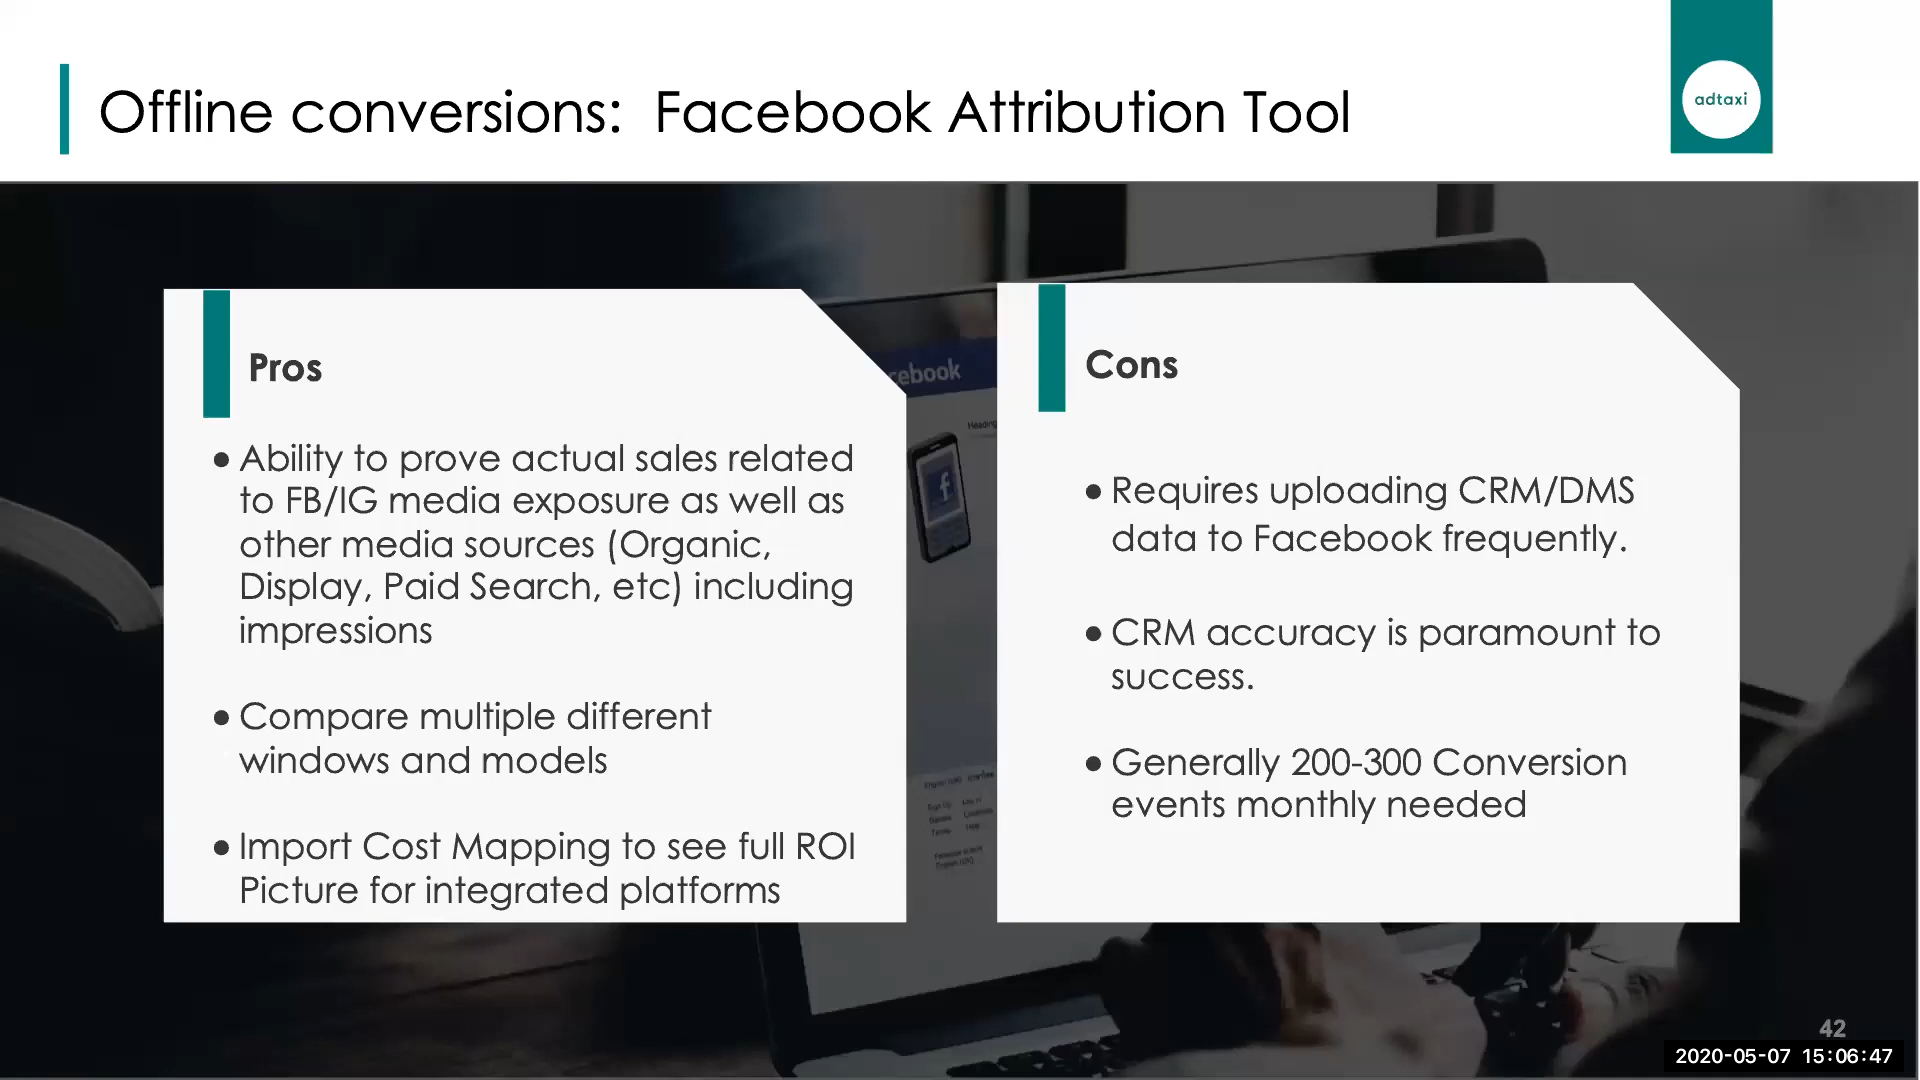 Offline conversions: Facebook Attribution Tool
adtaxi
Pros
● Ability to prove actual sales related
to FB/IG media exposure as well as
other media sources (Organic,
Display, Paid Search, etc) including
impressions
● Compare multiple different
windows and models
● Import Cost Mapping to see full ROI
Picture for integrated platforms
cebook
Heading
Cons
● Requires uploading CRM/DMS
data to Facebook frequently.
● CRM accuracy is paramount to
success.
● Generally 200-300 Conversion
events monthly needed
42
2020-05-07 15:06:47